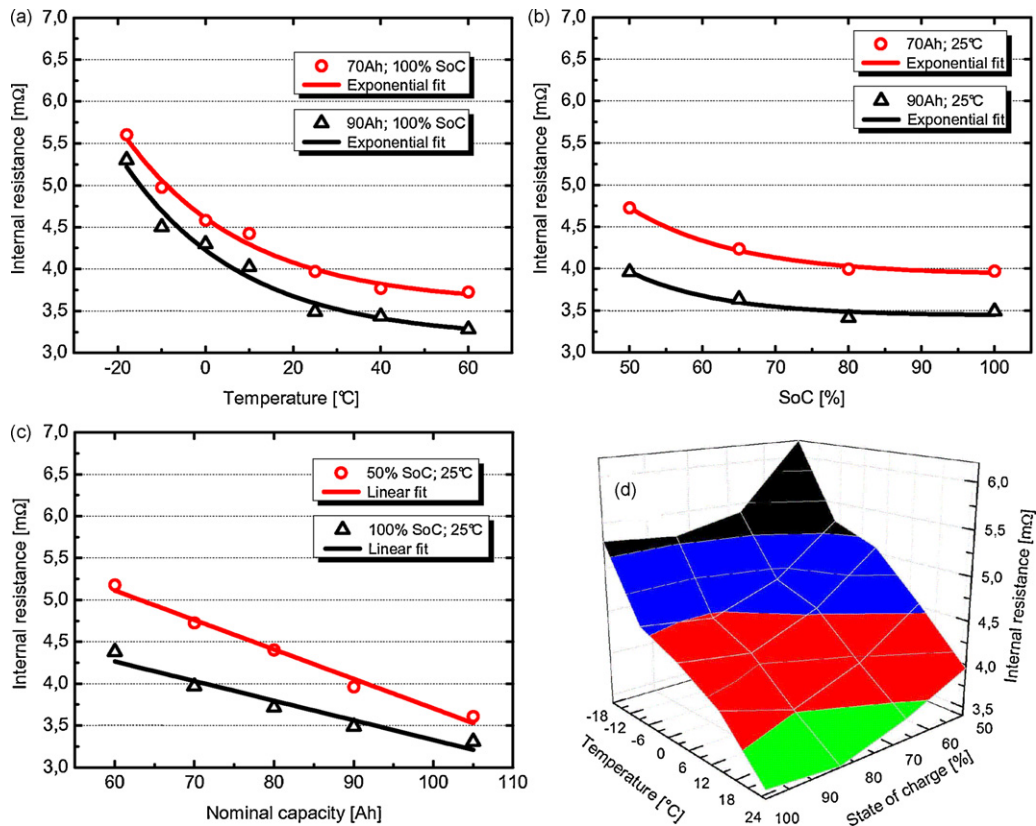 (a)
7,0
6,5
6,0
5,5
5,0
4,5
4,0
3,5
3,0
Internal resistance [mΩ]
70Ah; 100% SoC
Exponential fit
90Ah; 100% SoC
Exponential fit
-20 0 20 40 60
Temperature [°C]
(b)
7,0
6,5
6,0
5,5
5,0
4,5
4,0
3,5
3,0
Internal resistance [mΩ]
70Ah; 25°C
Exponential fit
90Ah; 25°C
Exponential fit
50 60 70 80 90 100
SoC [%]
(c)
7,0
6,5
6,0
5,5
5,0
4,5
4,0
3,5
3,0
Internal resistance [mΩ]
50% SoC; 25°C
Linear fit
100% SoC; 25°C
Linear fit
60 70 80 90 100 110
Nominal capacity [Ah]
(d)
6,0
5,5
5,0
4,5
4,0
3,5
Internal resistance [mΩ]
-18
-12
-6
0
6
12
18
24
Temperature [°C]
100
90
80
70
60
50
State of charge [%]